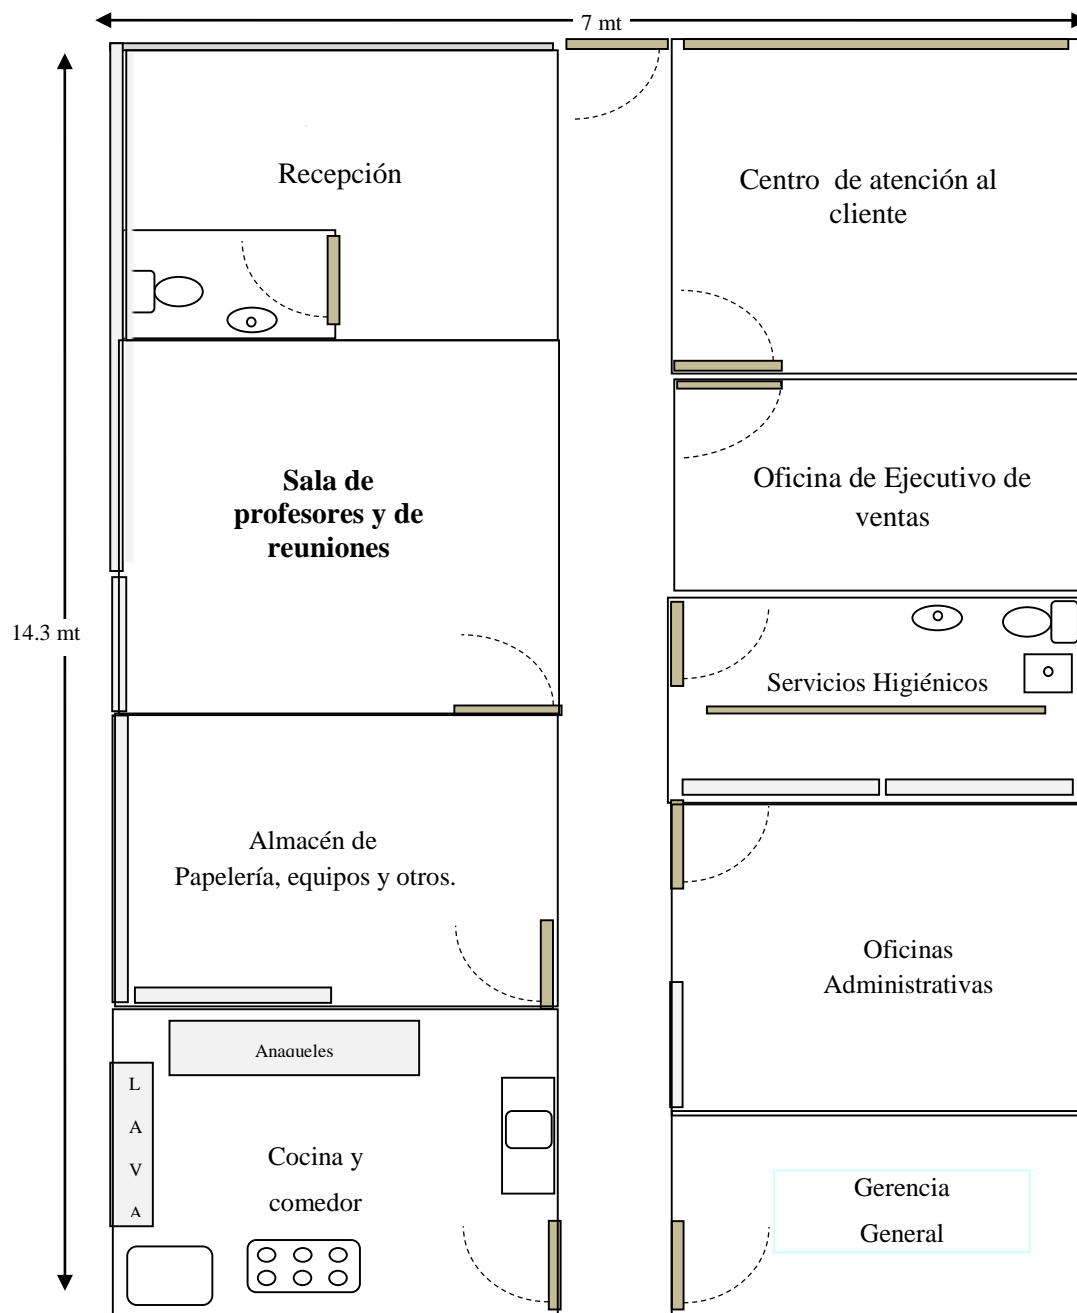 7 mt
Recepción
Centro de atención al
cliente
Sala de
profesores y de
reuniones
Oficina de Ejecutivo de
ventas
14.3 mt
Servicios Higiénicos
Almacén de
Papelería, equipos y otros.
Oficinas
Administrativas
Anaqueles
L
A
V
A
Cocina y
comedor
Gerencia
General